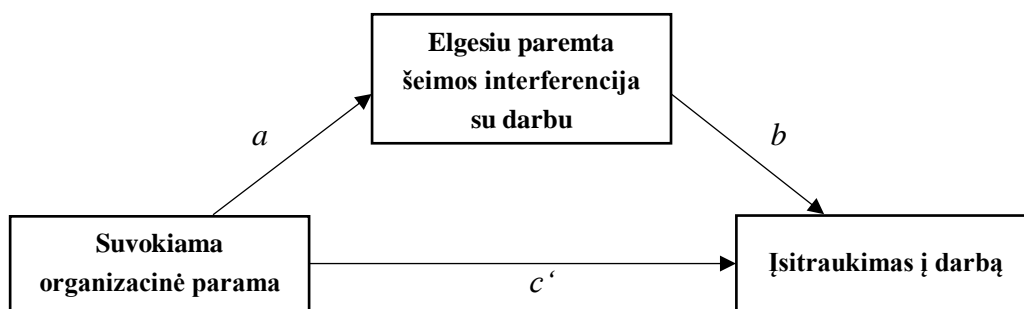 Elgesiu paremta
šeimos interferencija
su darbu
a
b
Suvokiama
organizacinė parama
c‘
Įsitraukimas į darbą